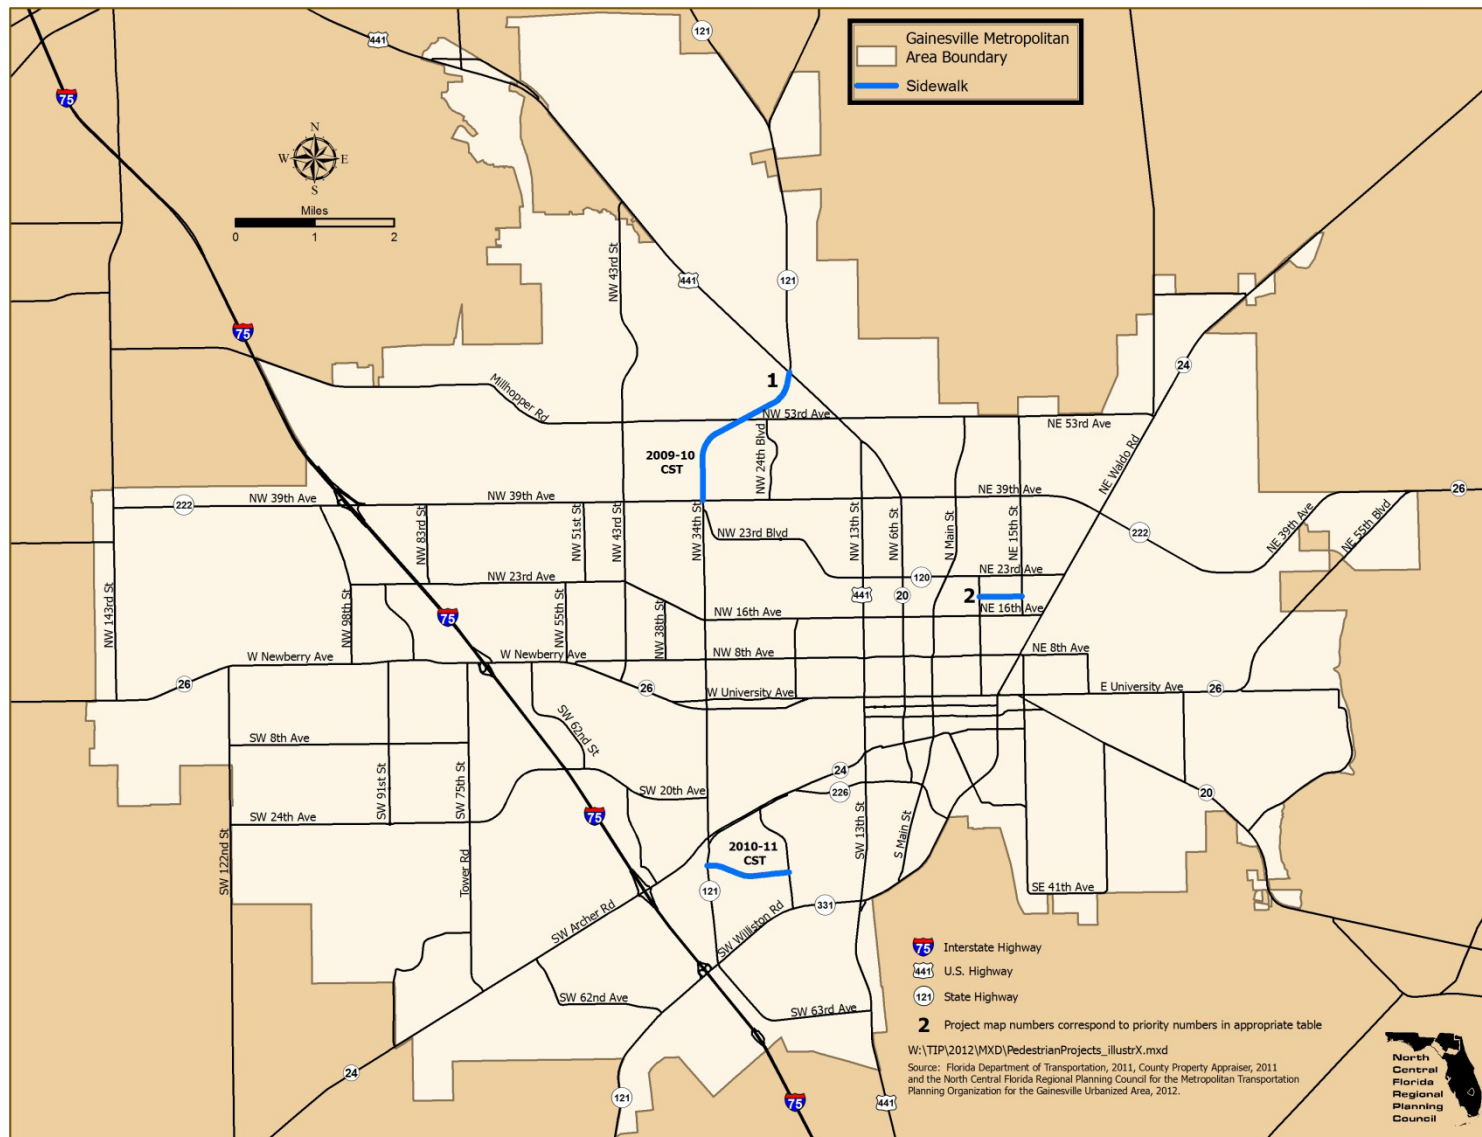 121
441
Gainesville Metropolitan
Area Boundary
Sidewalk
75
N
W
E
S
Miles
0
1
2
NW 43rd St
441
121
75
24
1
Millhopper Rd
NW 53rd Ave
NE 53rd Ave
NW 24th Blvd
2009-10
CST
NE Waldo Rd
26
222
NW 39th Ave
NW 39th Ave
NE 39th Ave
NW 83rd St
NW 51st St
NW 43rd St
NW 34th St
NW 23rd Blvd
NW 13th St
NW 6th St
N Main St
NE 15th St
222
NE 39th Ave
NE 55th Blvd
NW 23rd Ave
120
NE 23rd Ave
NW 143rd St
NW 98th St
75
NW 55th St
NW 38th St
441
20
2
NE 16th Ave
NW 16th Ave
W Newberry Ave
W Newberry Ave
NW 8th Ave
NE 8th Ave
26
26
W University Ave
E University Ave
26
SW 62nd St
SW 8th Ave
SW 91st St
SW 75th St
24
226
SW 20th Ave
20
SW 24th Ave
75
SW 122nd St
Tower Rd
SW 13th St
S Main St
2010-11
CST
121
SE 41th Ave
331
SW Archer Rd
SW Williston Rd
75
Interstate Highway
441
U.S. Highway
SW 62nd Ave
SW 63rd Ave
121
State Highway
2
Project map numbers correspond to priority numbers in appropriate table
W:\TIP\2012\MXD\PedestrianProjects_illustrX.mxd
Source: Florida Department of Transportation, 2011, County Property Appraiser, 2011
and the North Central Florida Regional Planning Council for the Metropolitan Transportation
Planning Organization for the Gainesville Urbanized Area, 2012.
24
121
75
441
North
Central
Florida
Regional
Planning
Council